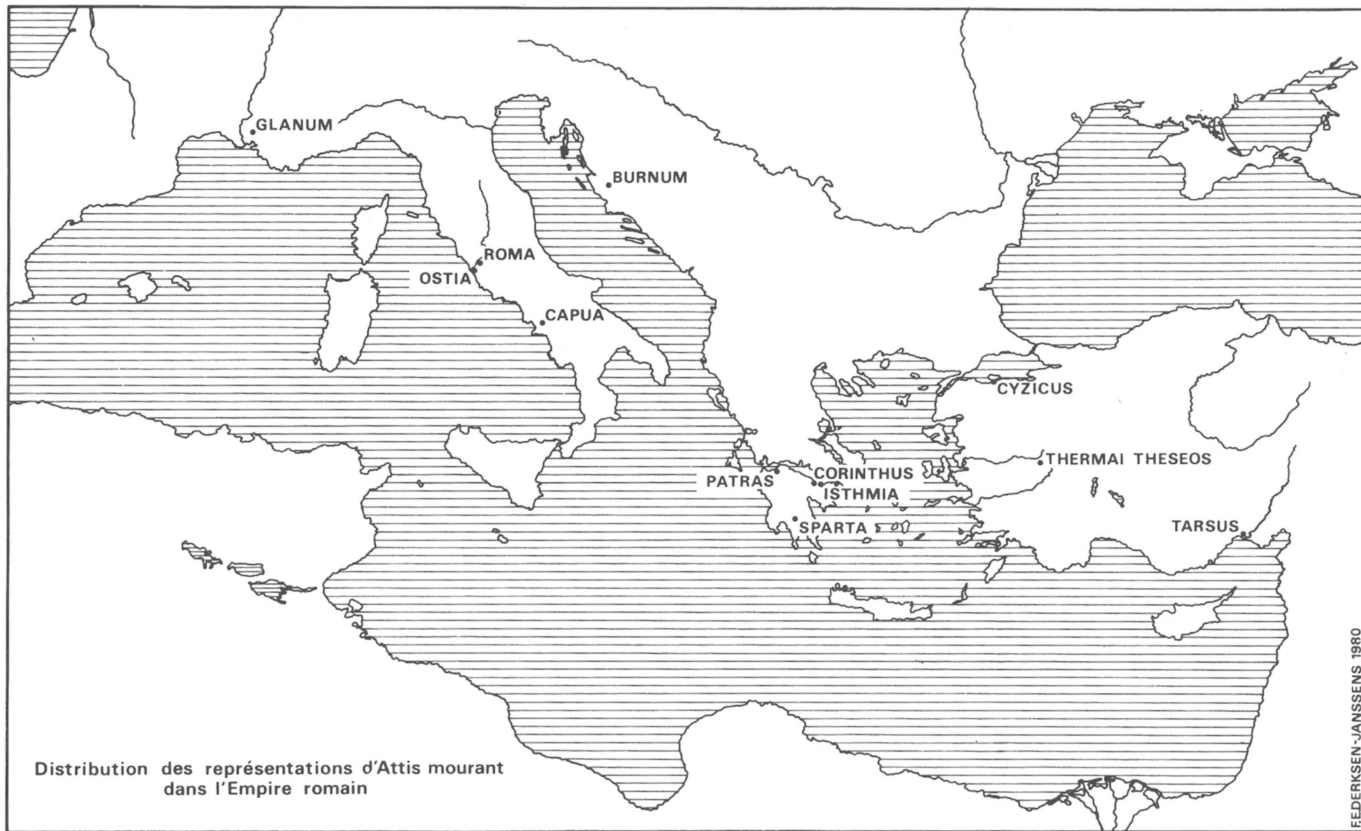 GLANUM
BURNUM
ROMA
OSTIA
CAPUA
CYZICUS
THERMAI THESEOS
PATRAS
CORINTHUS
ISTHMIA
SPARTA
TARSUS
Distribution des représentations d'Attis mourant
dans l'Empire romain
F.EDERKSEN-JANSSENS 1980